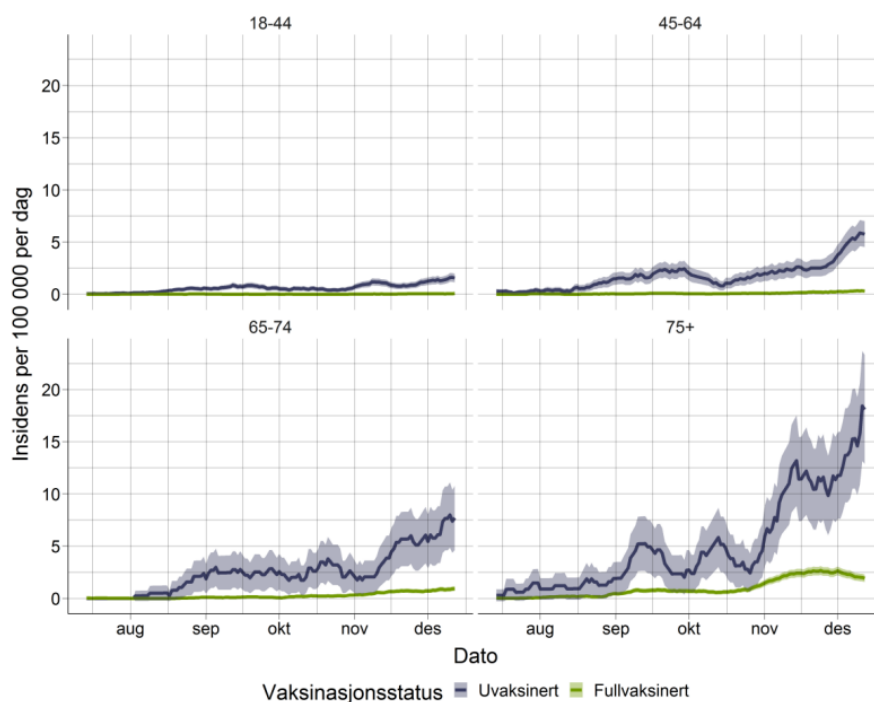 18-44
45-64
20
15
10
5
0
65-74
75+
20
15
10
5
0
Insidens per 100 000 per dag
aug sep okt nov des
aug sep okt nov des
Dato
Vaksinasjonsstatus Uvaksinert Fullvaksinert